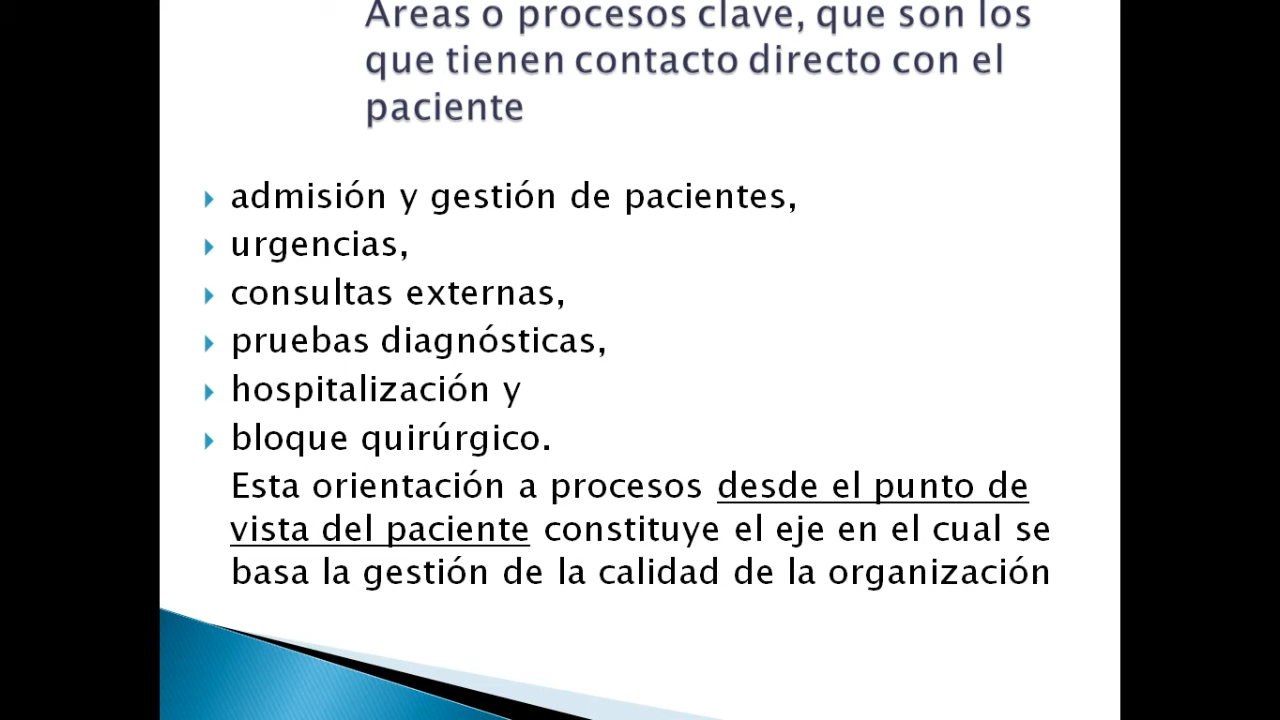 Áreas o procesos clave, que son los
que tienen contacto directo con el
paciente
admisión y gestión de pacientes,
urgencias,
consultas externas,
pruebas diagnósticas,
hospitalización y
bloque quirúrgico.
Esta orientación a procesos desde el punto de
vista del paciente constituye el eje en el cual se
basa la gestión de la calidad de la organización